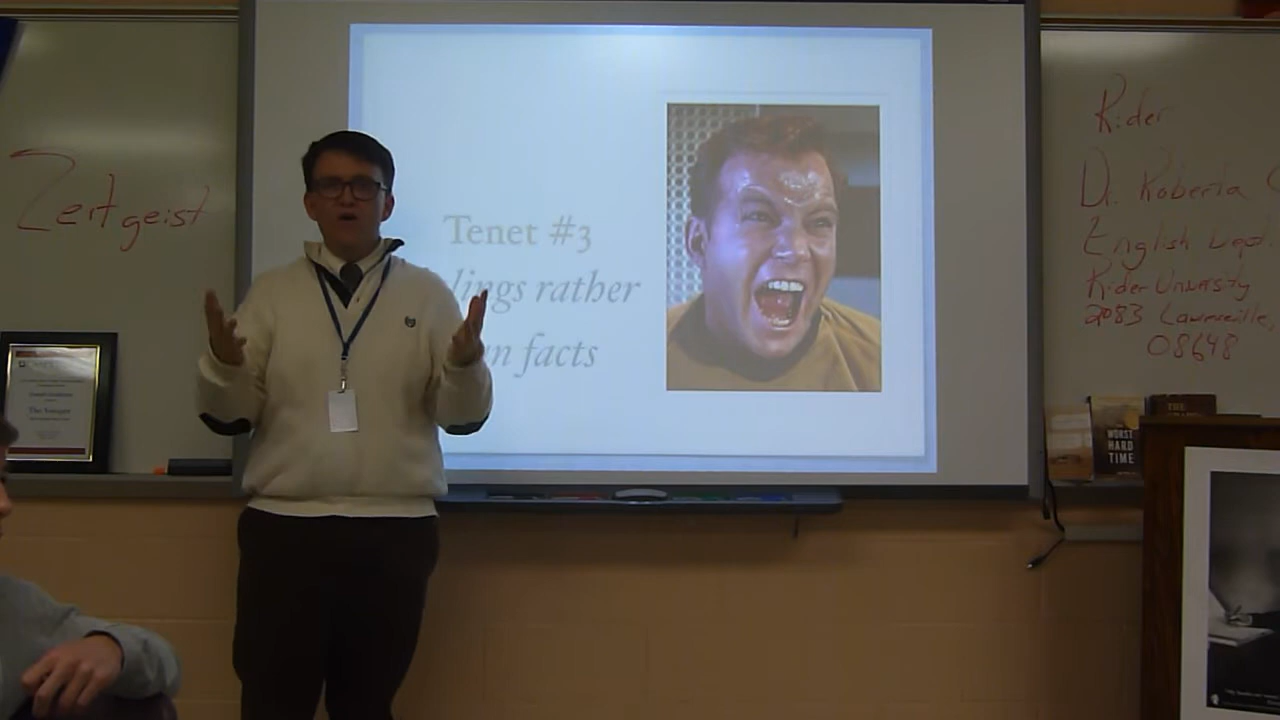 Zeitgeist
Tenet #3
lings rather
n facts
Rider
Dr. Roberta C
English Dept.
Rider University
2083 Lawrenceville,
08648
WORST
HARD
TIME
THE